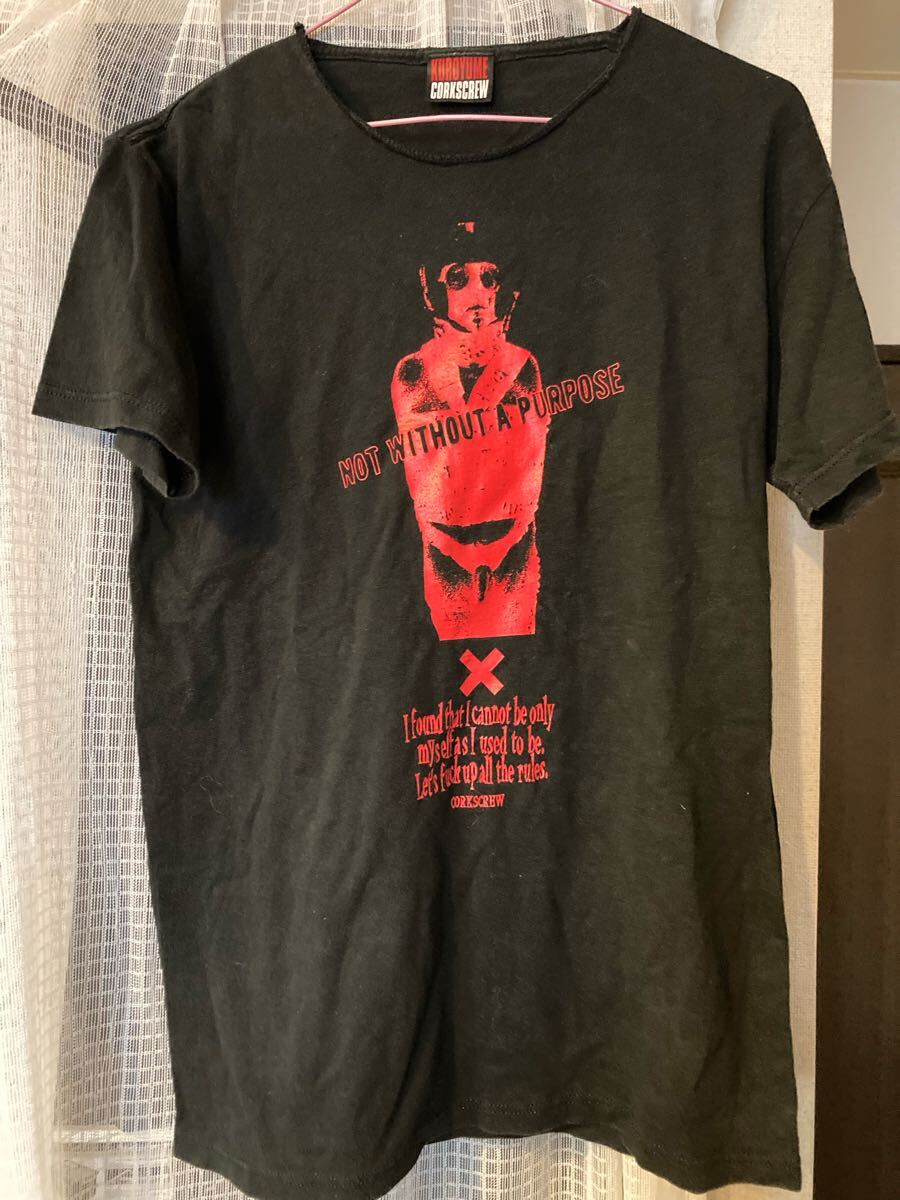 KUROYUME
CORKSCREW
NOT WITHOUT A PURPOSE
I found that I cannot be only
myself as I used to be.
Let's fuck up all the rules.
CORKSCREW